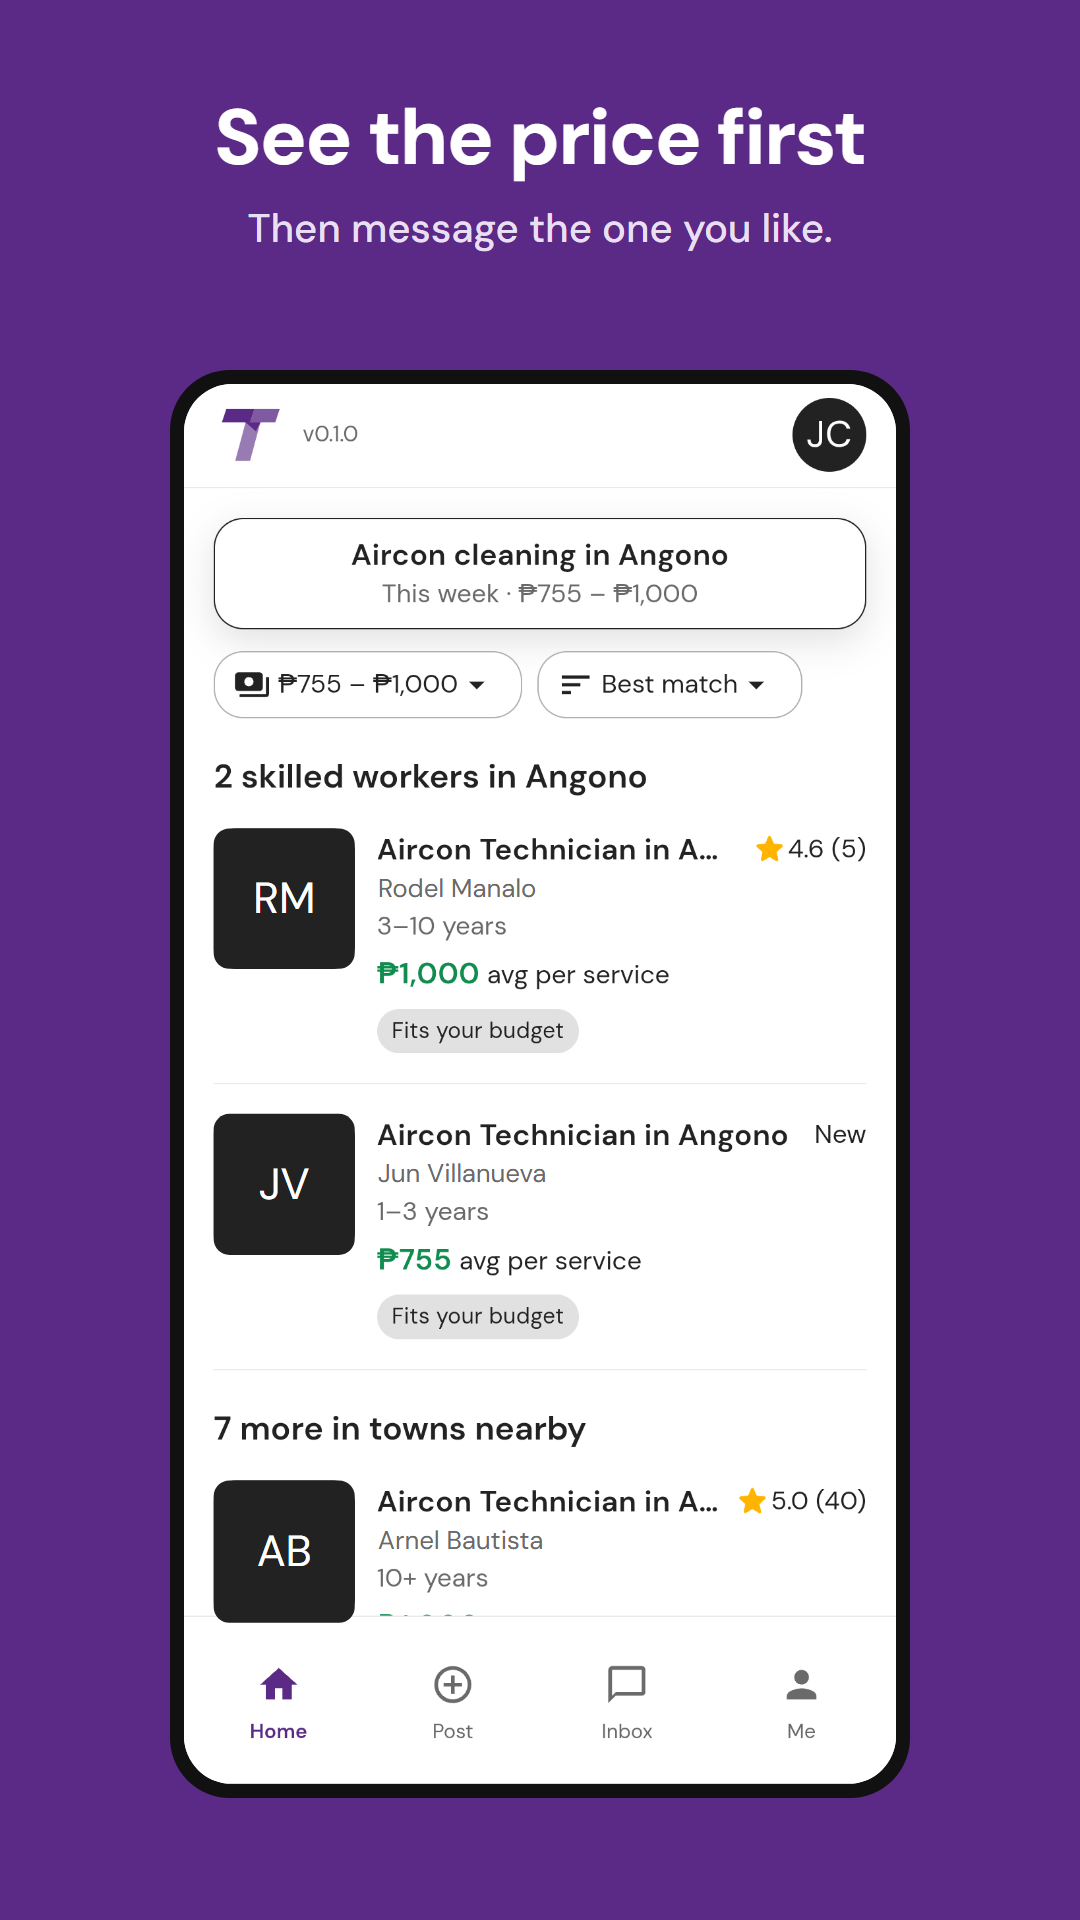 See the price first
Then message the one you like.
v0.1.0
JC
Aircon cleaning in Angono
This week · ₱755 – ₱1,000
₱755 – ₱1,000
Best match
2 skilled workers in Angono
RM
Aircon Technician in A...
4.6 (5)
Rodel Manalo
3–10 years
₱1,000 avg per service
Fits your budget
JV
Aircon Technician in Angono
New
Jun Villanueva
1–3 years
₱755 avg per service
Fits your budget
7 more in towns nearby
AB
Aircon Technician in A...
5.0 (40)
Arnel Bautista
10+ years
Home
Post
Inbox
Me